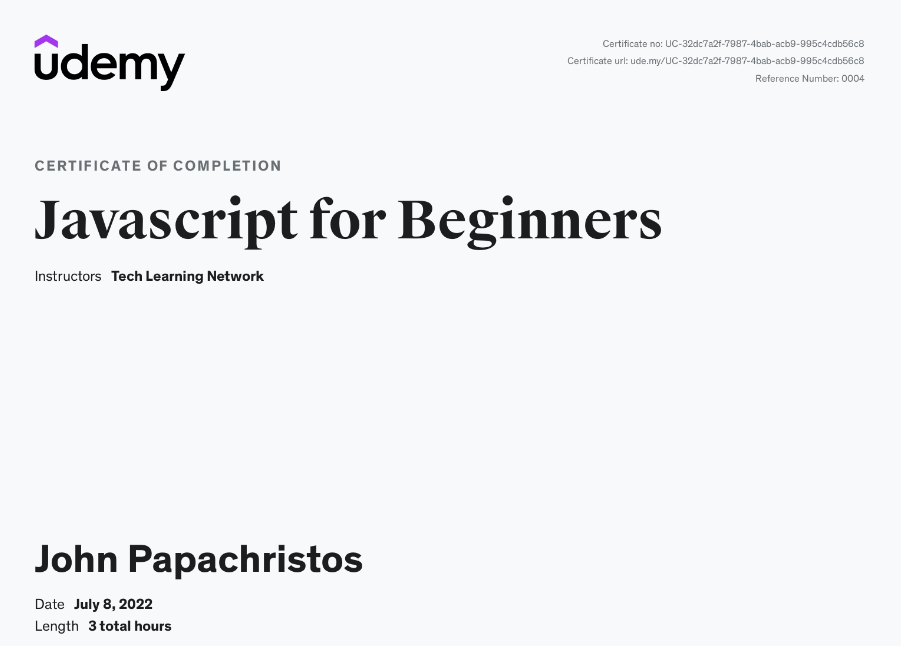 udemy
Certificate no: UC-32dc7a2f-7987-4bab-acb9-995c4cdb56c8
Certificate url: ude.my/UC-32dc7a2f-7987-4bab-acb9-995c4cdb56c8
Reference Number: 0004
CERTIFICATE OF COMPLETION
Javascript for Beginners
Instructors Tech Learning Network
John Papachristos
Date July 8, 2022
Length 3 total hours